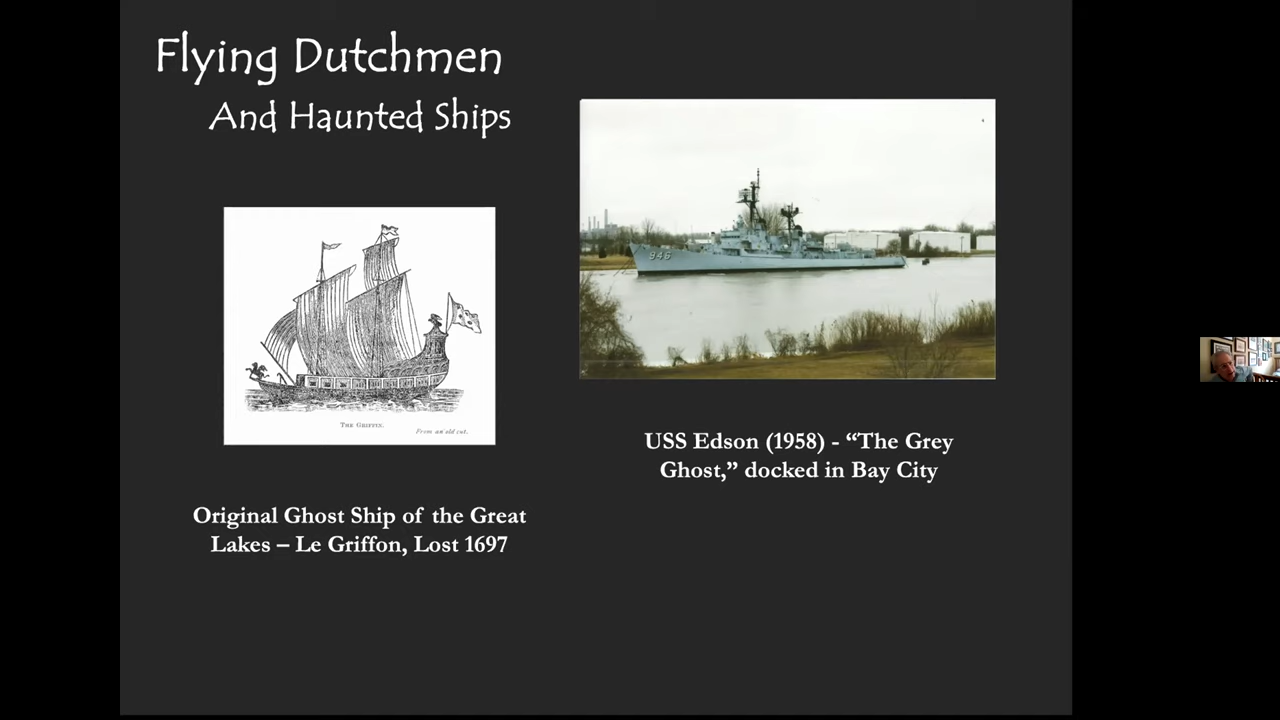 Flying Dutchmen
And Haunted Ships
946
THE GRIFFIN.
From an old cut.
USS Edson (1958) - “The Grey
Ghost,” docked in Bay City
Original Ghost Ship of the Great
Lakes – Le Griffon, Lost 1697